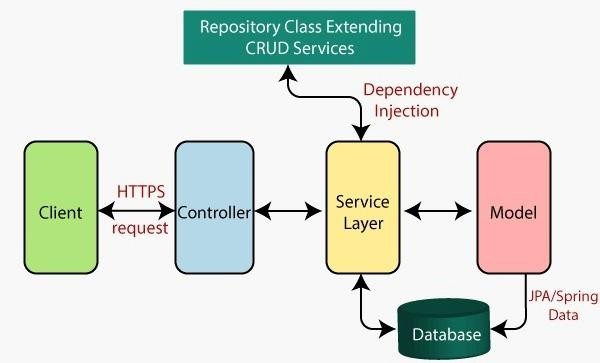 Repository Class Extending
CRUD Services
Dependency
Injection
Client
HTTPS
request
Controller
Service
Layer
Model
JPA/Spring
Data
Database